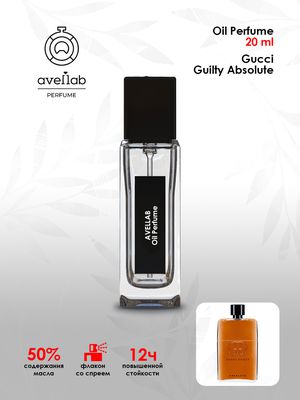 avellab
PERFUME
Oil Perfume
20 ml
Gucci
Guilty Absolute
AVELLAB
Oil Perfume
50%
содержания
масла
флакон
со спреем
12ч
повышенной
стойкости